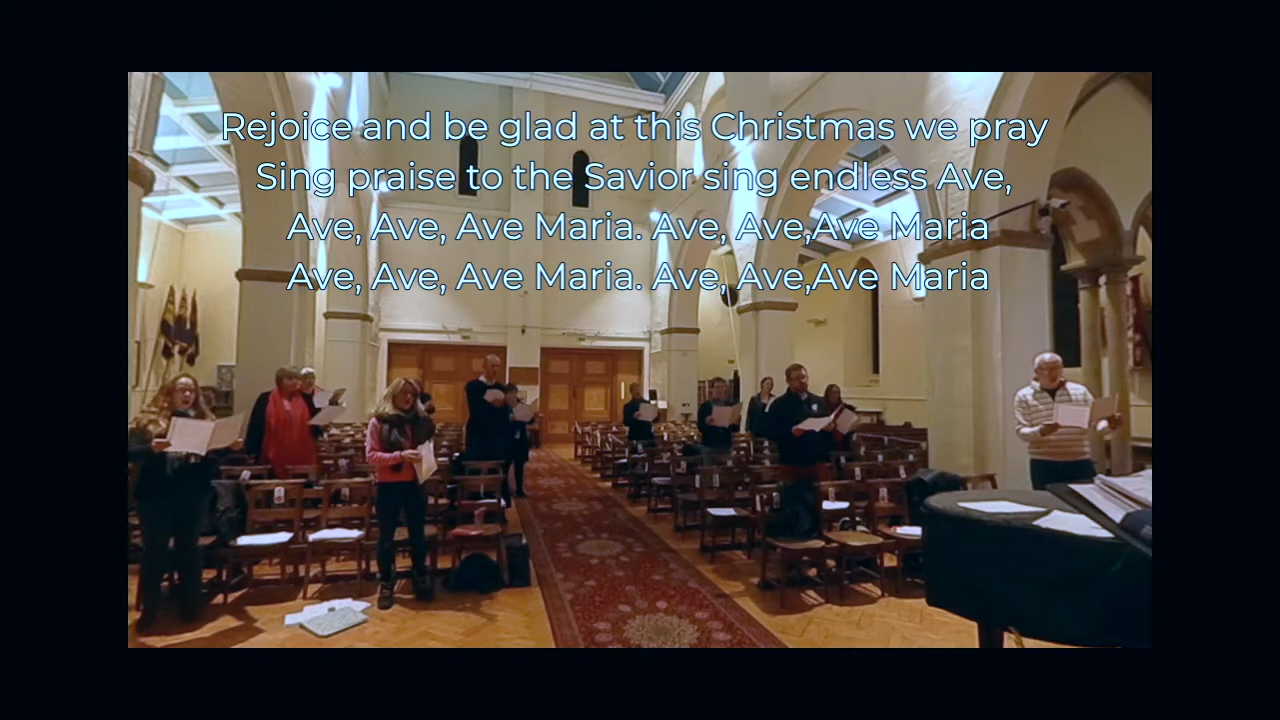 Rejoice and be glad at this Christmas we pray
Sing praise to the Savior sing endless Ave,
Ave, Ave, Ave Maria. Ave, Ave,Ave Maria
Ave, Ave, Ave Maria. Ave, Ave,Ave Maria